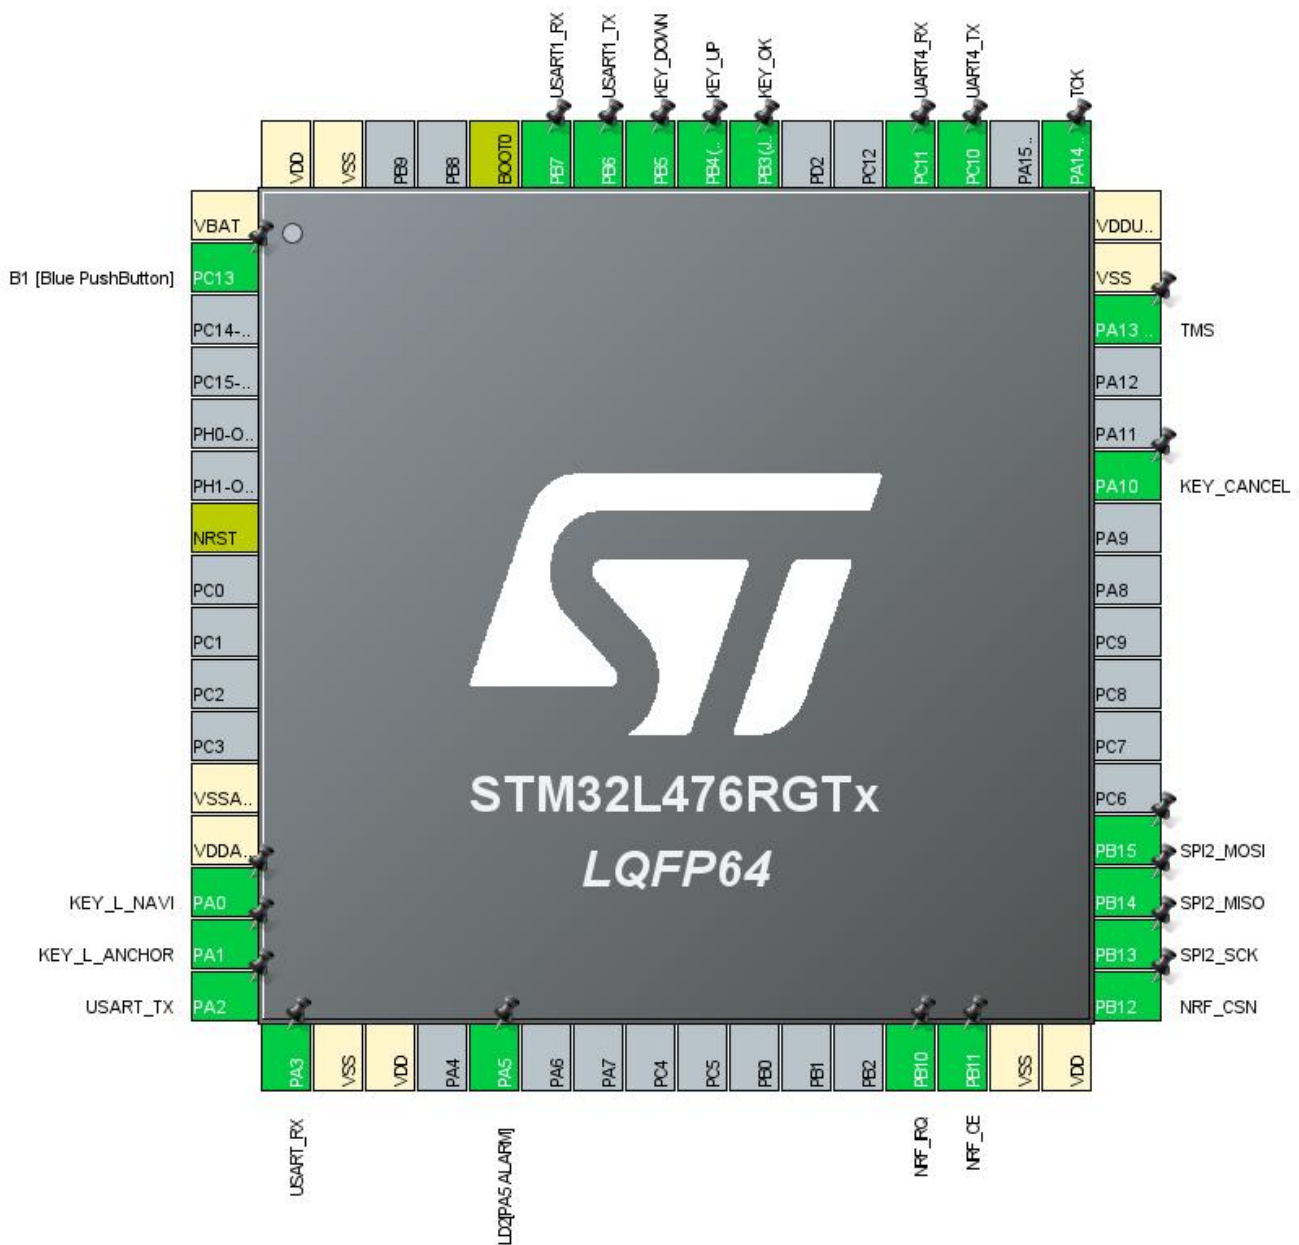 USART1_RX
USART1_TX
KEY_DOWN
KEY_UP
KEY_OK
UART4_RX
UART4_TX
TCK
VDD
VSS
PB9
PB8
BOOT0
PB7
PB6
PB5
PB4 (..
PB3 (J..
PD2
PC12
PC11
PC10
PA15..
PA14..
VBAT
B1 [Blue PushButton] PC13
PC14-..
PC15-..
PH0-O..
PH1-O..
NRST
PC0
PC1
PC2
PC3
VSSA..
VDDA..
KEY_L_NAVI PA0
KEY_L_ANCHOR PA1
USART_TX PA2
ST
STM32L476RGTx
LQFP64
VDDU..
VSS
PA13 .. TMS
PA12
PA11
PA10 KEY_CANCEL
PA9
PA8
PC9
PC8
PC7
PC6
PB15 SPI2_MOSI
PB14 SPI2_MISO
PB13 SPI2_SCK
PB12 NRF_CSN
PA3
VSS
VDD
PA4
PA5
PA6
PA7
PC4
PC5
PB0
PB1
PB2
PB10
PB11
VSS
VDD
USART_RX
LD2[PA5 ALARM]
NRF_IRQ
NRF_CE